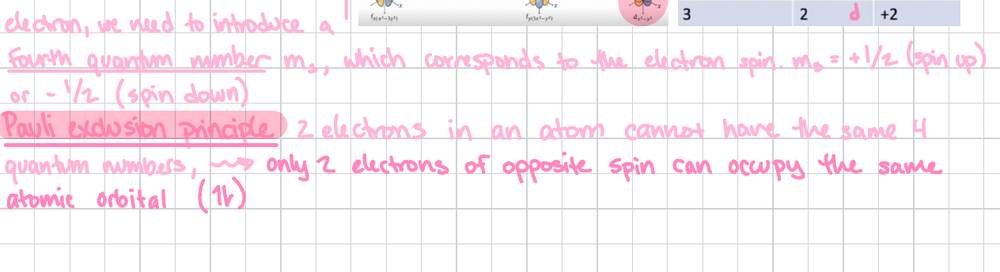 electron, we need to introduce a
fourth quantum number ms, which corresponds to the electron spin. ms = +1/2 (spin up)
or - 1/2 (spin down)
Pauli exclusion principle 2 electrons in an atom cannot have the same 4
quantum numbers, → only 2 electrons of opposite spin can occupy the same
atomic orbital (↑↓)
3 2 d +2